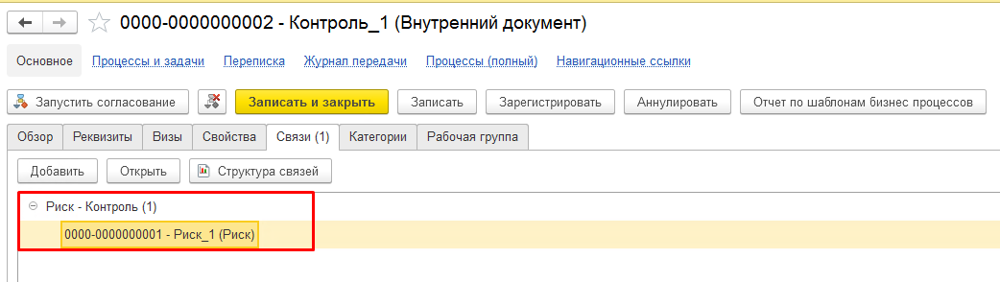 0000-0000000002 - Контроль_1 (Внутренний документ)
Основное Процессы и задачи Переписка Журнал передачи Процессы (полный) Навигационные ссылки
Запустить согласование Записать и закрыть Записать Зарегистрировать Аннулировать Отчет по шаблонам бизнес процессов
Обзор Реквизиты Визы Свойства Связи (1) Категории Рабочая группа
Добавить Открыть Структура связей
Риск - Контроль (1)
0000-0000000001 - Риск_1 (Риск)